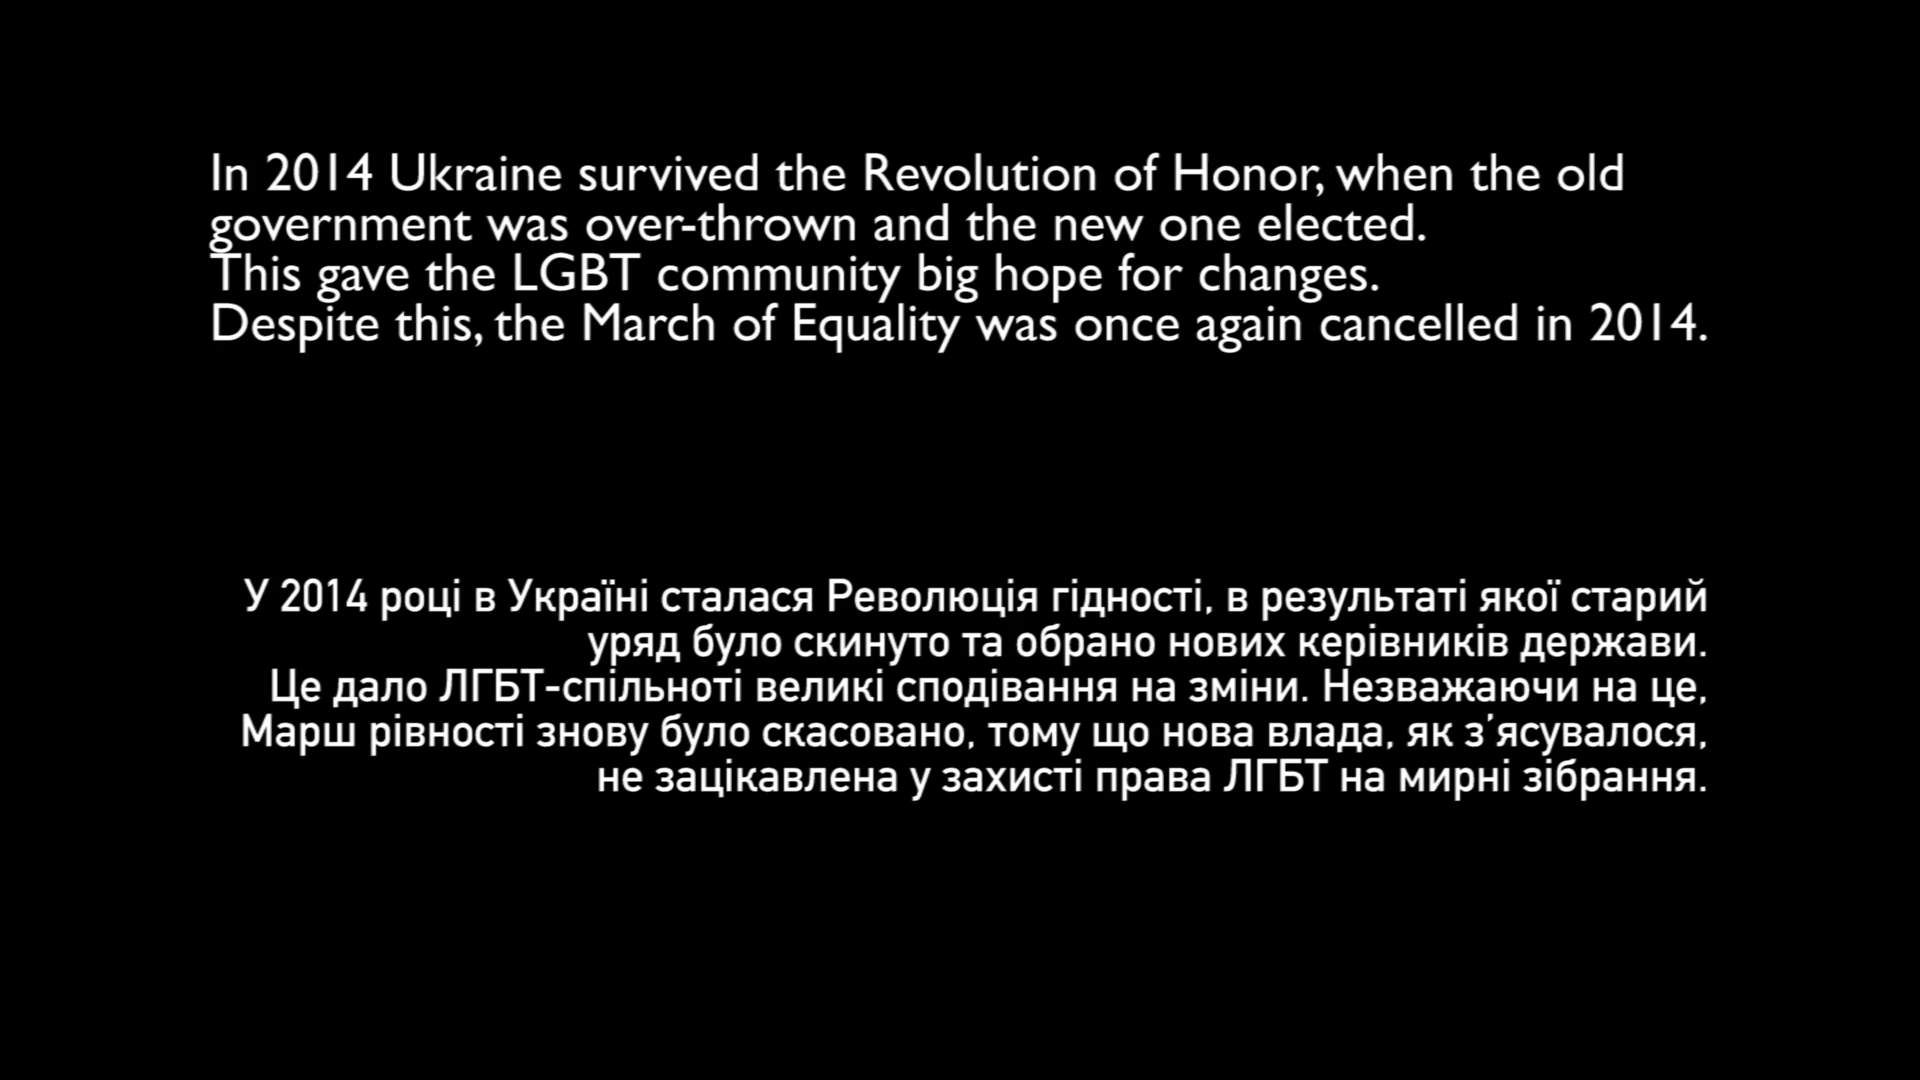 In 2014 Ukraine survived the Revolution of Honor, when the old
government was over-thrown and the new one elected.
This gave the LGBT community big hope for changes.
Despite this, the March of Equality was once again cancelled in 2014.
У 2014 році в Україні сталася Революція гідності, в результаті якої старий
уряд було скинуто та обрано нових керівників держави.
Це дало ЛГБТ-спільноті великі сподівання на зміни. Незважаючи на це,
Марш рівності знову було скасовано, тому що нова влада, як з’ясувалося,
не зацікавлена у захисті права ЛГБТ на мирні зібрання.